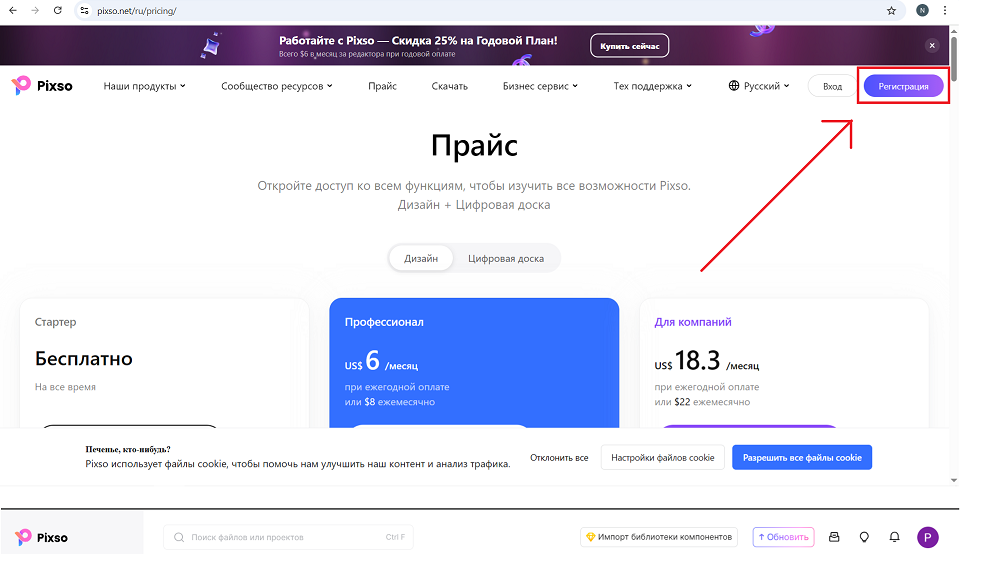 pixso.net/ru/pricing/
N
Работайте с Pixso — Скидка 25% на Годовой План!
Всего $6 в месяц за редактора при годовой оплате
Купить сейчас
Pixso
Наши продукты
Сообщество ресурсов
Прайс
Скачать
Бизнес сервис
Тех поддержка
Русский
Вход
Регистрация
Прайс
Откройте доступ ко всем функциям, чтобы изучить все возможности Pixso.
Дизайн + Цифровая доска
Дизайн
Цифровая доска
Стартер
Бесплатно
На все время
Профессионал
US$ 6 /месяц
при ежегодной оплате
или $8 ежемесячно
Для компаний
US$ 18.3 /месяц
при ежегодной оплате
или $22 ежемесячно
Печенье, кто-нибудь?
Pixso использует файлы cookie, чтобы помочь нам улучшить наш контент и анализ трафика.
Отклонить все
Настройки файлов cookie
Разрешить все файлы cookie
Pixso
Поиск файлов или проектов
Ctrl F
Импорт библиотеки компонентов
Обновить
P